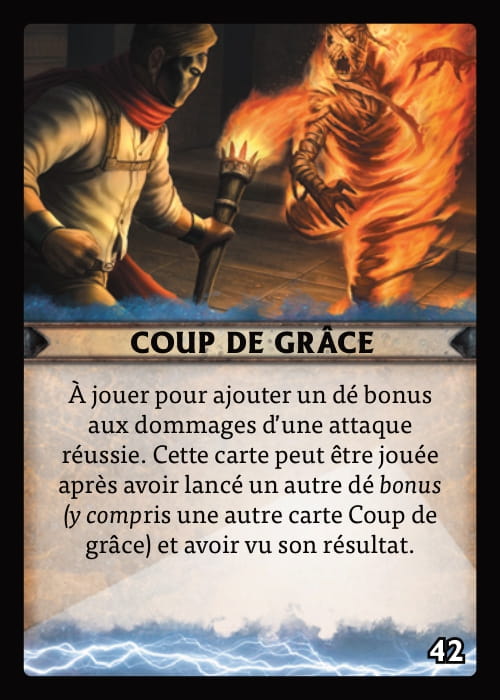 COUP DE GRÂCE
À jouer pour ajouter un dé bonus
aux dommages d'une attaque
réussie. Cette carte peut être jouée
après avoir lancé un autre dé bonus
(y compris une autre carte Coup de
grâce) et avoir vu son résultat.
42